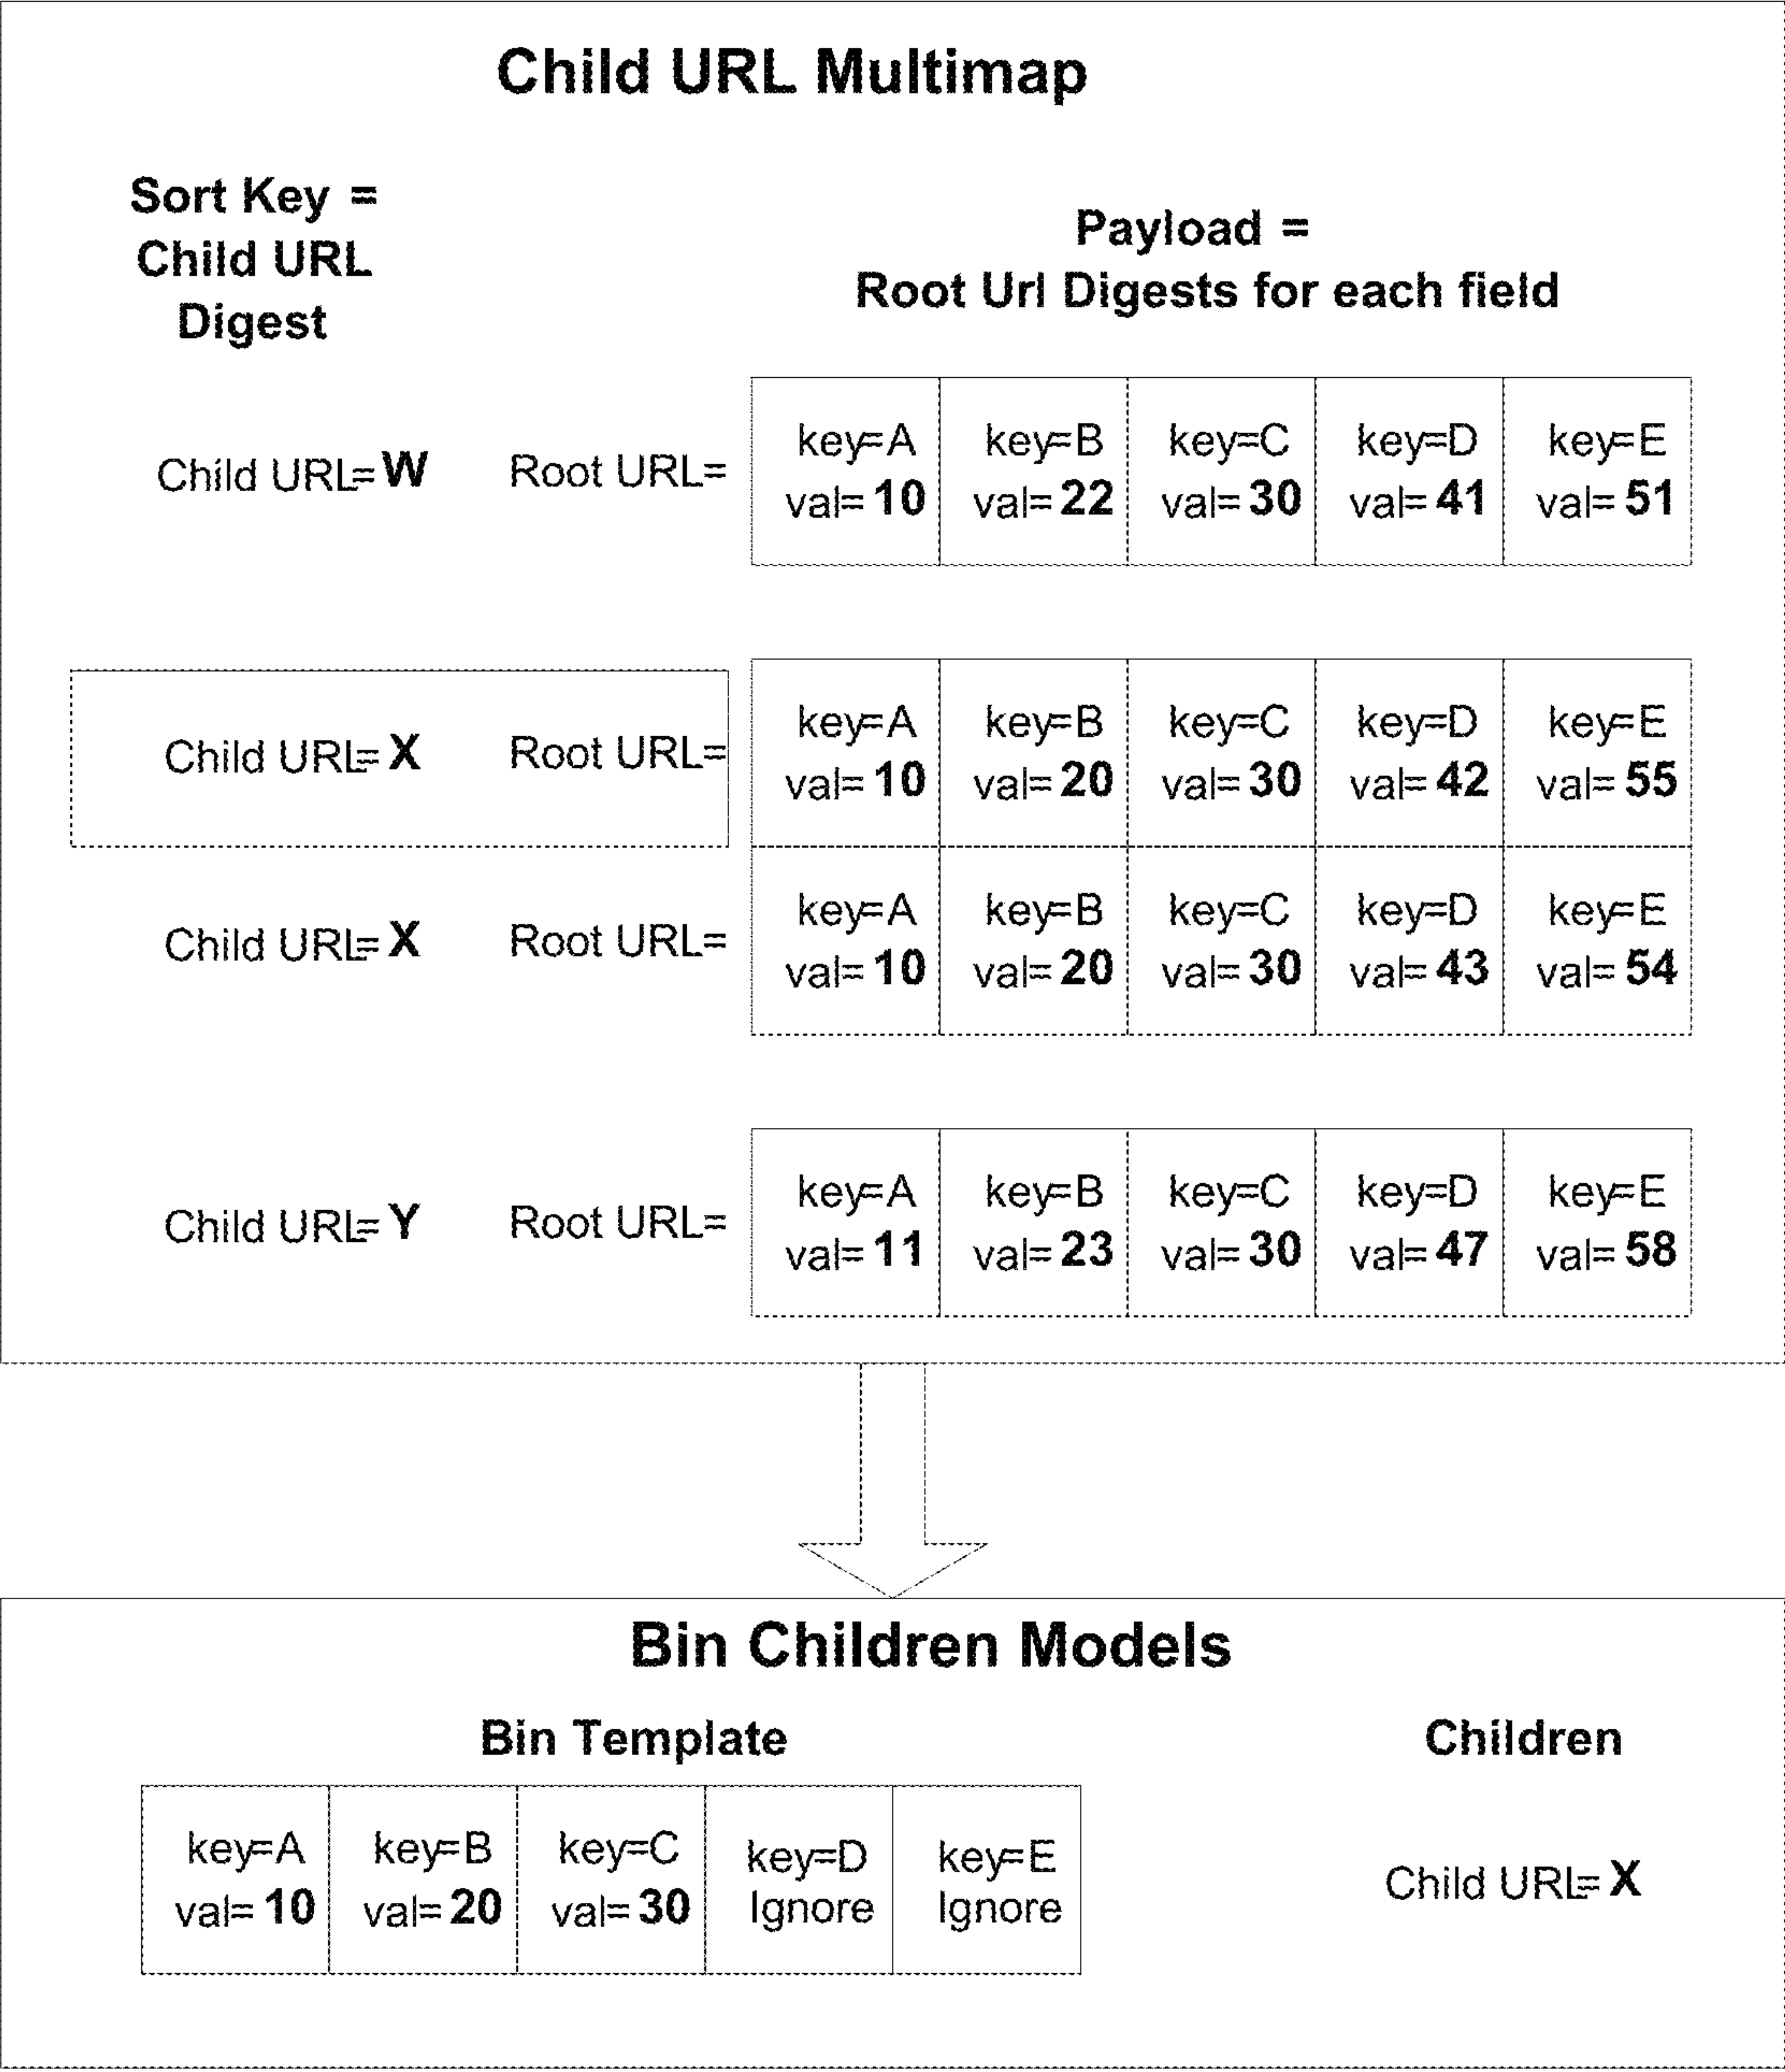 Child URL Multimap
Sort Key =
Child URL
Digest
Payload =
Root Url Digests for each field
Child URL= W Root URL=
key=A key=B key=C key=D key=E
val= 10 val= 22 val= 30 val= 41 val= 51
Child URL= X Root URL=
key=A key=B key=C key=D key=E
val= 10 val= 20 val= 30 val= 42 val= 55
Child URL= X Root URL=
key=A key=B key=C key=D key=E
val= 10 val= 20 val= 30 val= 43 val= 54
Child URL= Y Root URL=
key=A key=B key=C key=D key=E
val= 11 val= 23 val= 30 val= 47 val= 58
Bin Children Models
Bin Template
key=A key=B key=C key=D key=E
val= 10 val= 20 val= 30 Ignore Ignore
Children
Child URL= X